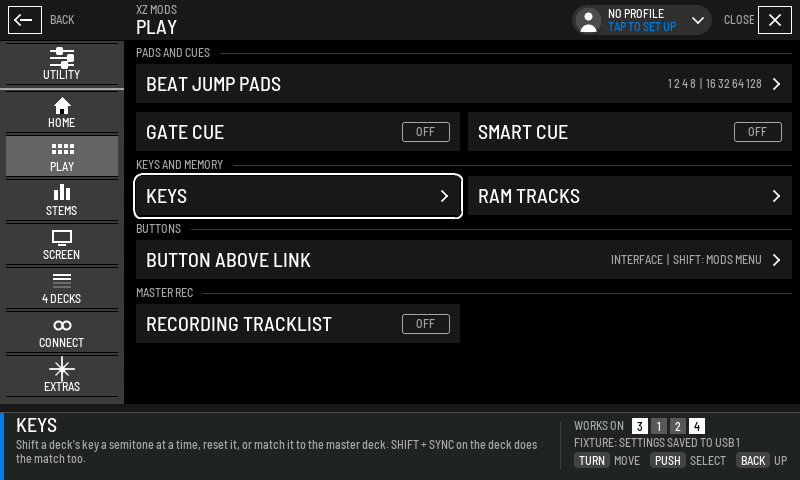 BACK
XZ MODS
PLAY
NO PROFILE
TAP TO SET UP
CLOSE
UTILITY
HOME
PLAY
STEMS
SCREEN
4 DECKS
CONNECT
EXTRAS
PADS AND CUES
BEAT JUMP PADS
1 2 4 8 | 16 32 64 128
GATE CUE
OFF
SMART CUE
OFF
KEYS AND MEMORY
KEYS
RAM TRACKS
BUTTONS
BUTTON ABOVE LINK
INTERFACE | SHIFT: MODS MENU
MASTER REC
RECORDING TRACKLIST
OFF
KEYS
Shift a deck's key a semitone at a time, reset it, or match it to the master deck. SHIFT + SYNC on the deck does
the match too.
WORKS ON 3 1 2 4
FIXTURE: SETTINGS SAVED TO USB 1
TURN MOVE PUSH SELECT BACK UP